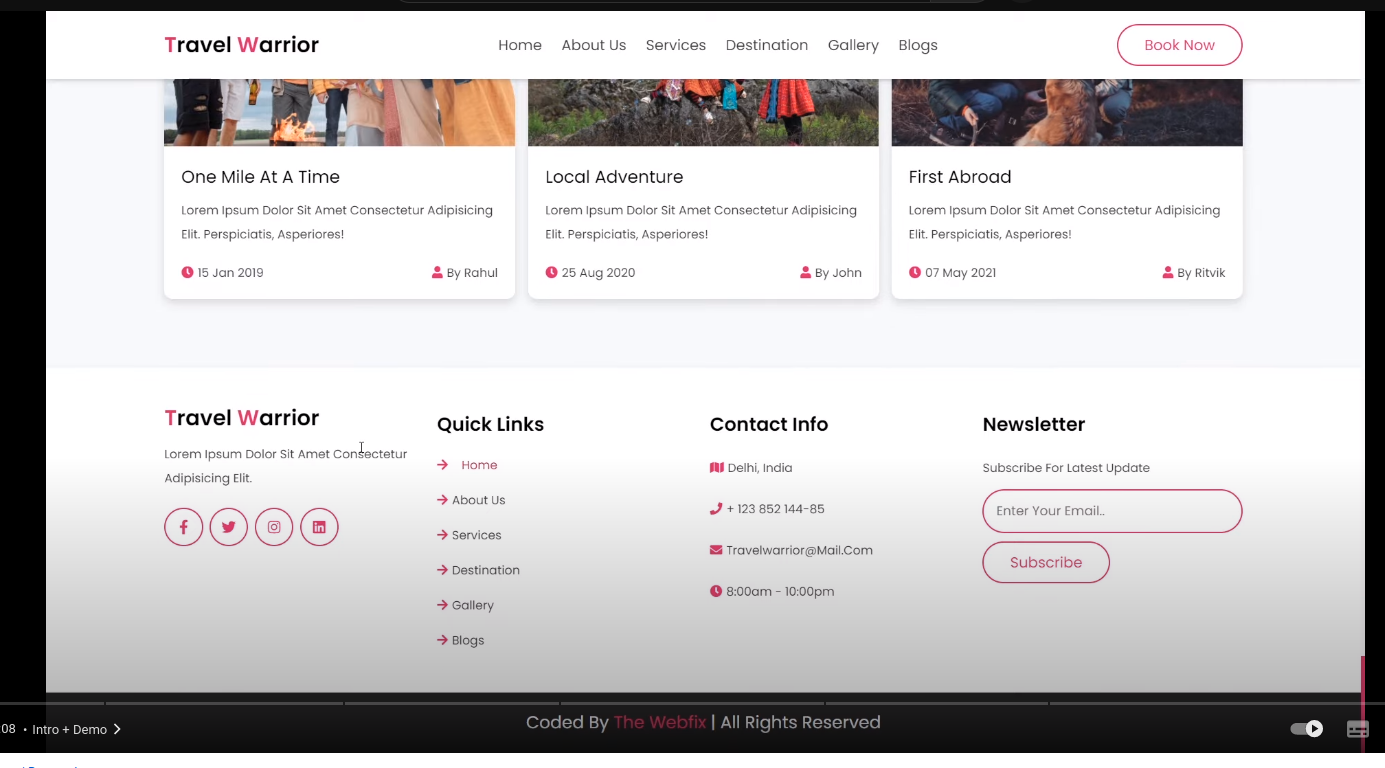 Travel Warrior
Home About Us Services Destination Gallery Blogs
Book Now
One Mile At A Time
Lorem Ipsum Dolor Sit Amet Consectetur Adipisicing
Elit. Perspiciatis, Asperiores!
15 Jan 2019 By Rahul
Local Adventure
Lorem Ipsum Dolor Sit Amet Consectetur Adipisicing
Elit. Perspiciatis, Asperiores!
25 Aug 2020 By John
First Abroad
Lorem Ipsum Dolor Sit Amet Consectetur Adipisicing
Elit. Perspiciatis, Asperiores!
07 May 2021 By Ritvik
Travel Warrior
Lorem Ipsum Dolor Sit Amet Consectetur
Adipisicing Elit.
Quick Links
Home
About Us
Services
Destination
Gallery
Blogs
Contact Info
Delhi, India
+ 123 852 144-85
Travelwarrior@Mail.Com
8:00am - 10:00pm
Newsletter
Subscribe For Latest Update
Enter Your Email..
Subscribe
Coded By The Webfix | All Rights Reserved
08 • Intro + Demo